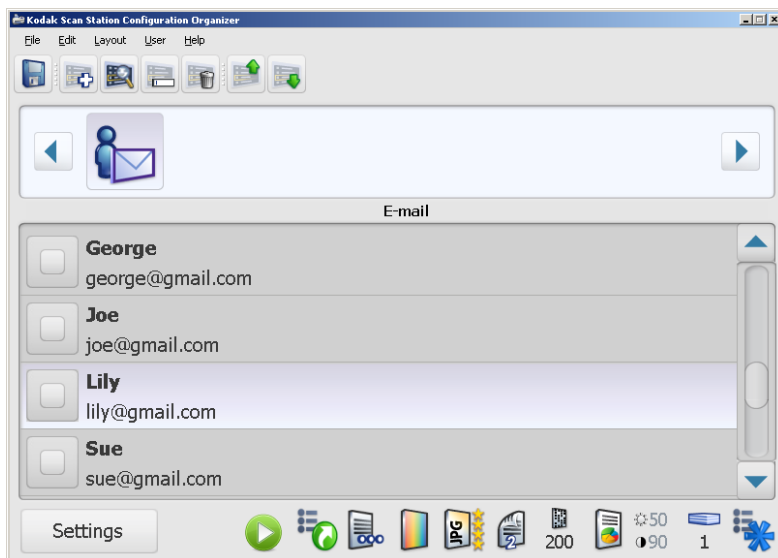 Kodak Scan Station Configuration Organizer
File Edit Layout User Help
E-mail
George
george@gmail.com
Joe
joe@gmail.com
Lily
lily@gmail.com
Sue
sue@gmail.com
Settings
JPG
2
200
50
90
1